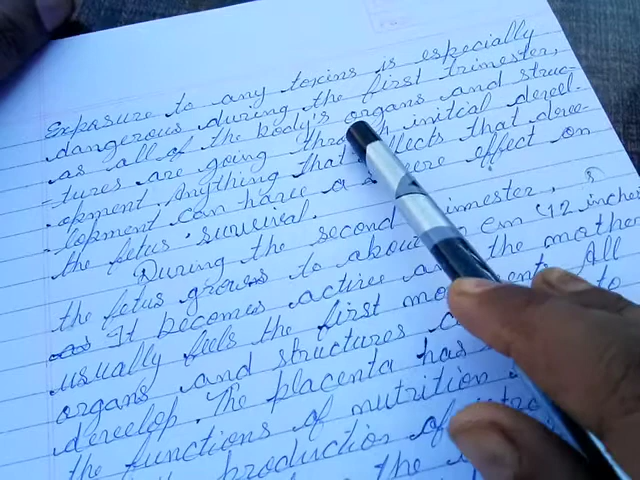 Expasure to any toxins is especially
dangerous during the first trimester,
as all of the body's organs and struc-
tures are going through initial devel-
opment. Anything that affects that deve-
lopment can have a severe effect on
the fetus. survival.
During the second trimester,
the fetus grows to about cm (12 inches
It becomes active and the mother
usually feels the first movements. All
organs and structures to
develop. The placenta has
the functions of nutrition
production of
the